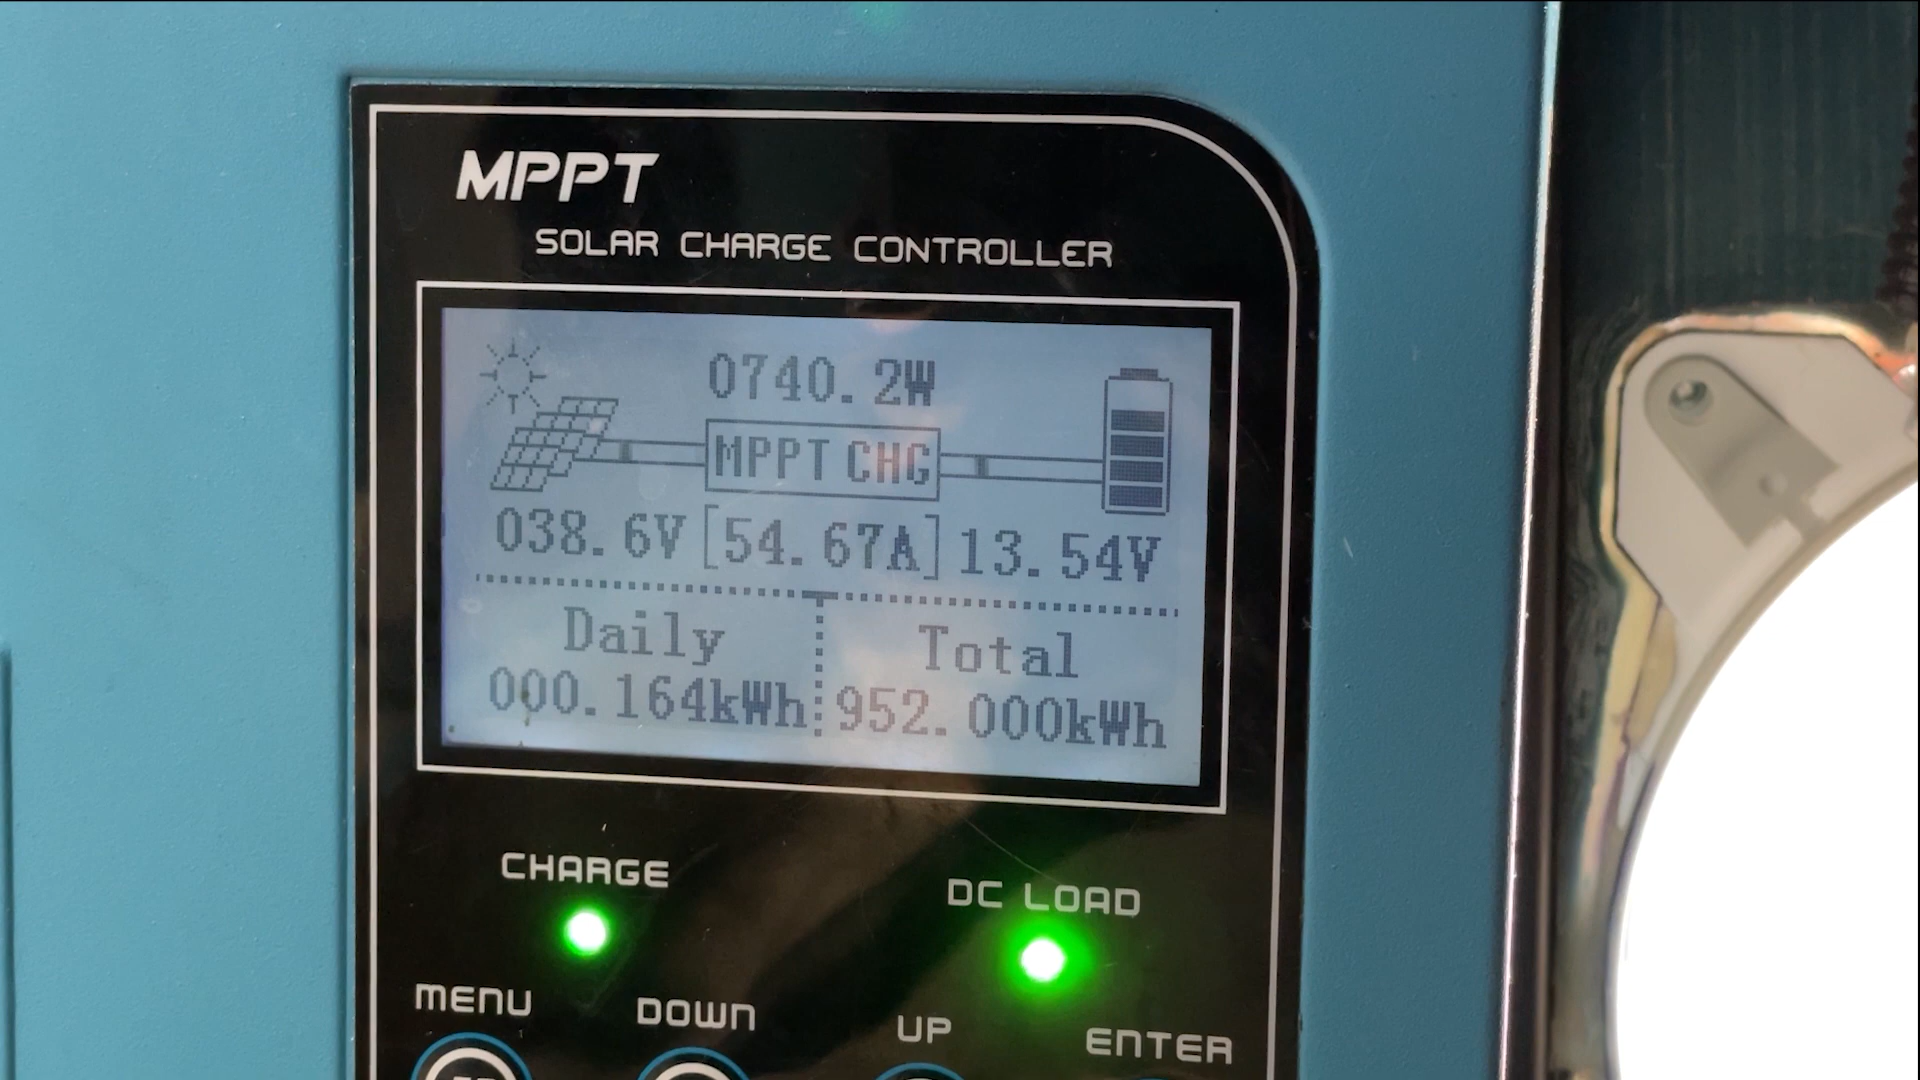 MPPT
SOLAR CHARGE CONTROLLER
0740.2W
MPPT CHG
038.6V [54.67A] 13.54V
Daily Total
000.164kWh 952.000kWh
CHARGE DC LOAD
MENU DOWN UP ENTER